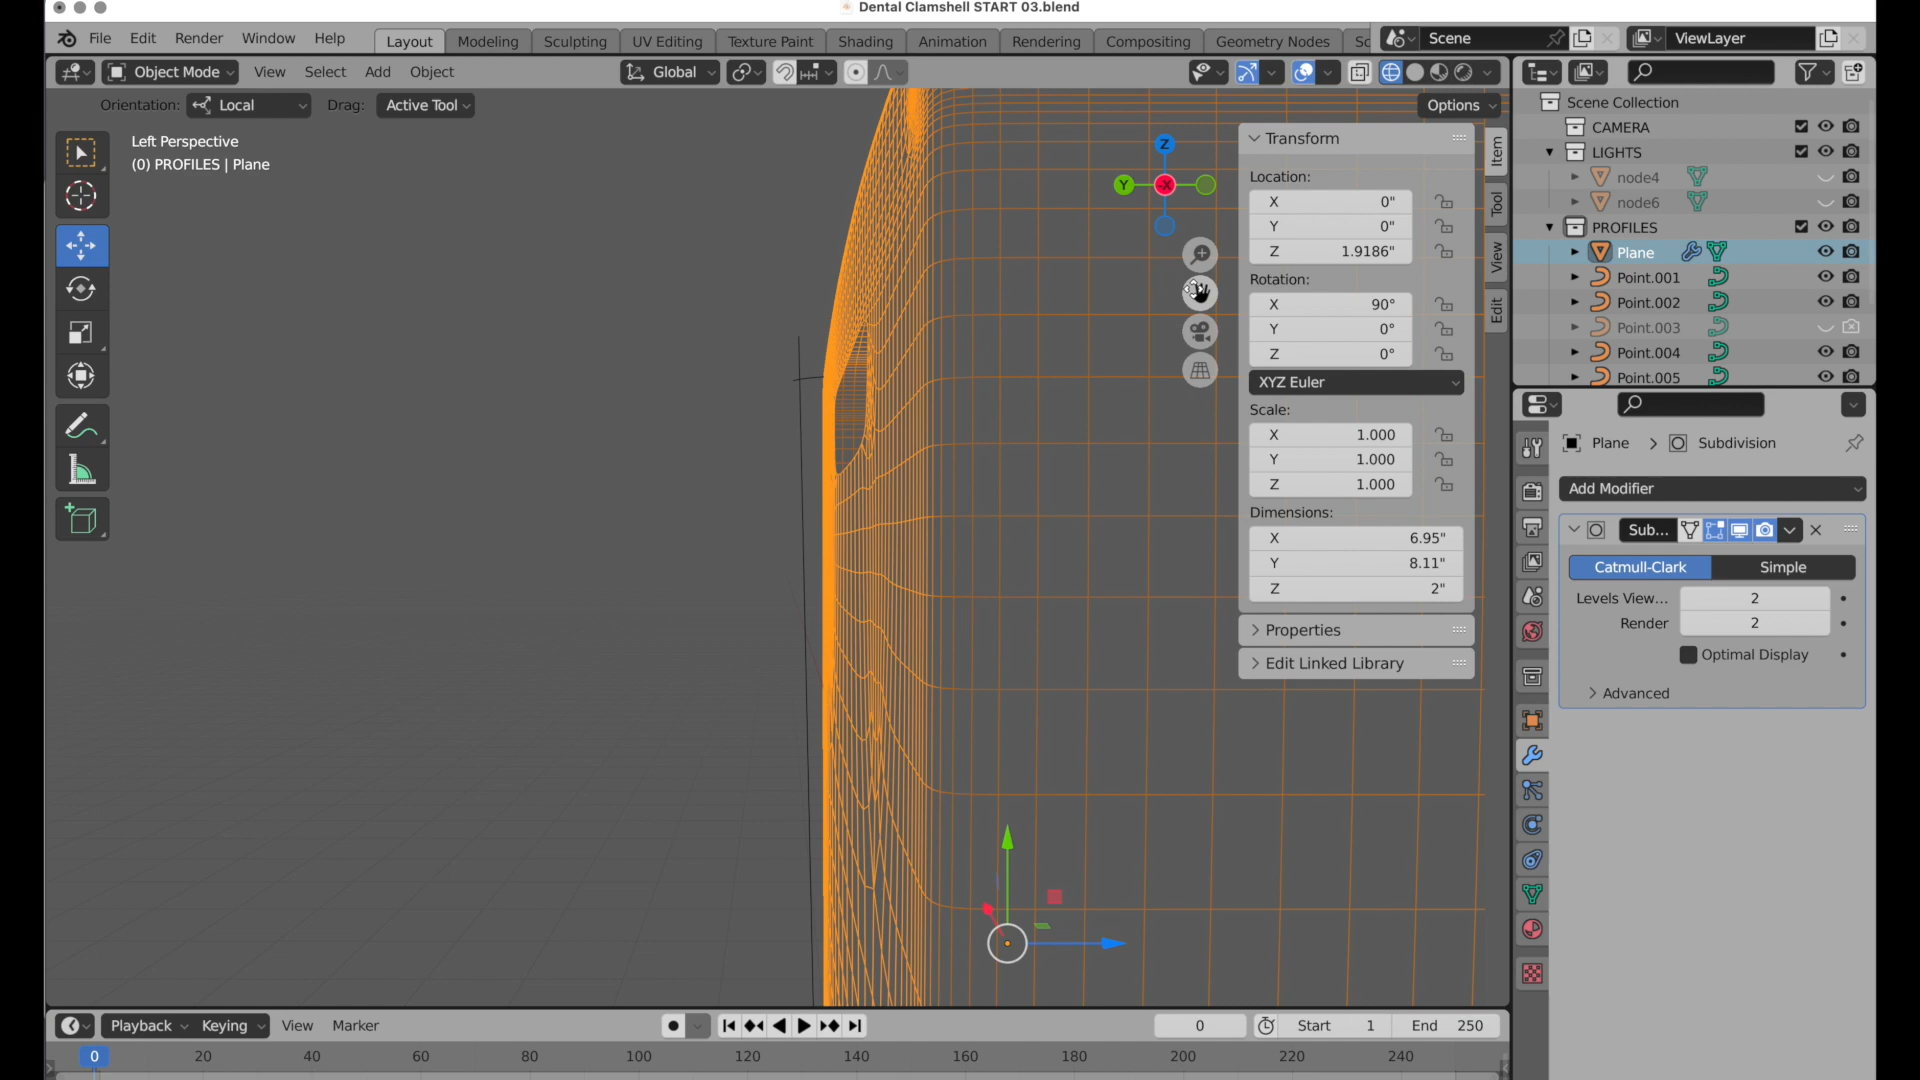 Dental Clamshell START 03.blend
File Edit Render Window Help Layout Modeling Sculpting UV Editing Texture Paint Shading Animation Rendering Compositing Geometry Nodes Sc Scene ViewLayer
Object Mode View Select Add Object Global
Orientation: Local Drag: Active Tool Options
Left Perspective
(0) PROFILES | Plane
Z
Y
-X
Transform
Location:
X 0"
Y 0"
Z 1.9186"
Rotation:
X 90°
Y 0°
Z 0°
XYZ Euler
Scale:
X 1.000
Y 1.000
Z 1.000
Dimensions:
X 6.95"
Y 8.11"
Z 2"
Properties
Edit Linked Library
Item
Tool
View
Edit
Scene Collection
CAMERA
LIGHTS
node4
node6
PROFILES
Plane
Point.001
Point.002
Point.003
Point.004
Point.005
Plane > Subdivision
Add Modifier
Sub...
Catmull-Clark Simple
Levels View... 2
Render 2
Optimal Display
Advanced
Playback Keying View Marker 0 Start 1 End 250
0 20 40 60 80 100 120 140 160 180 200 220 240